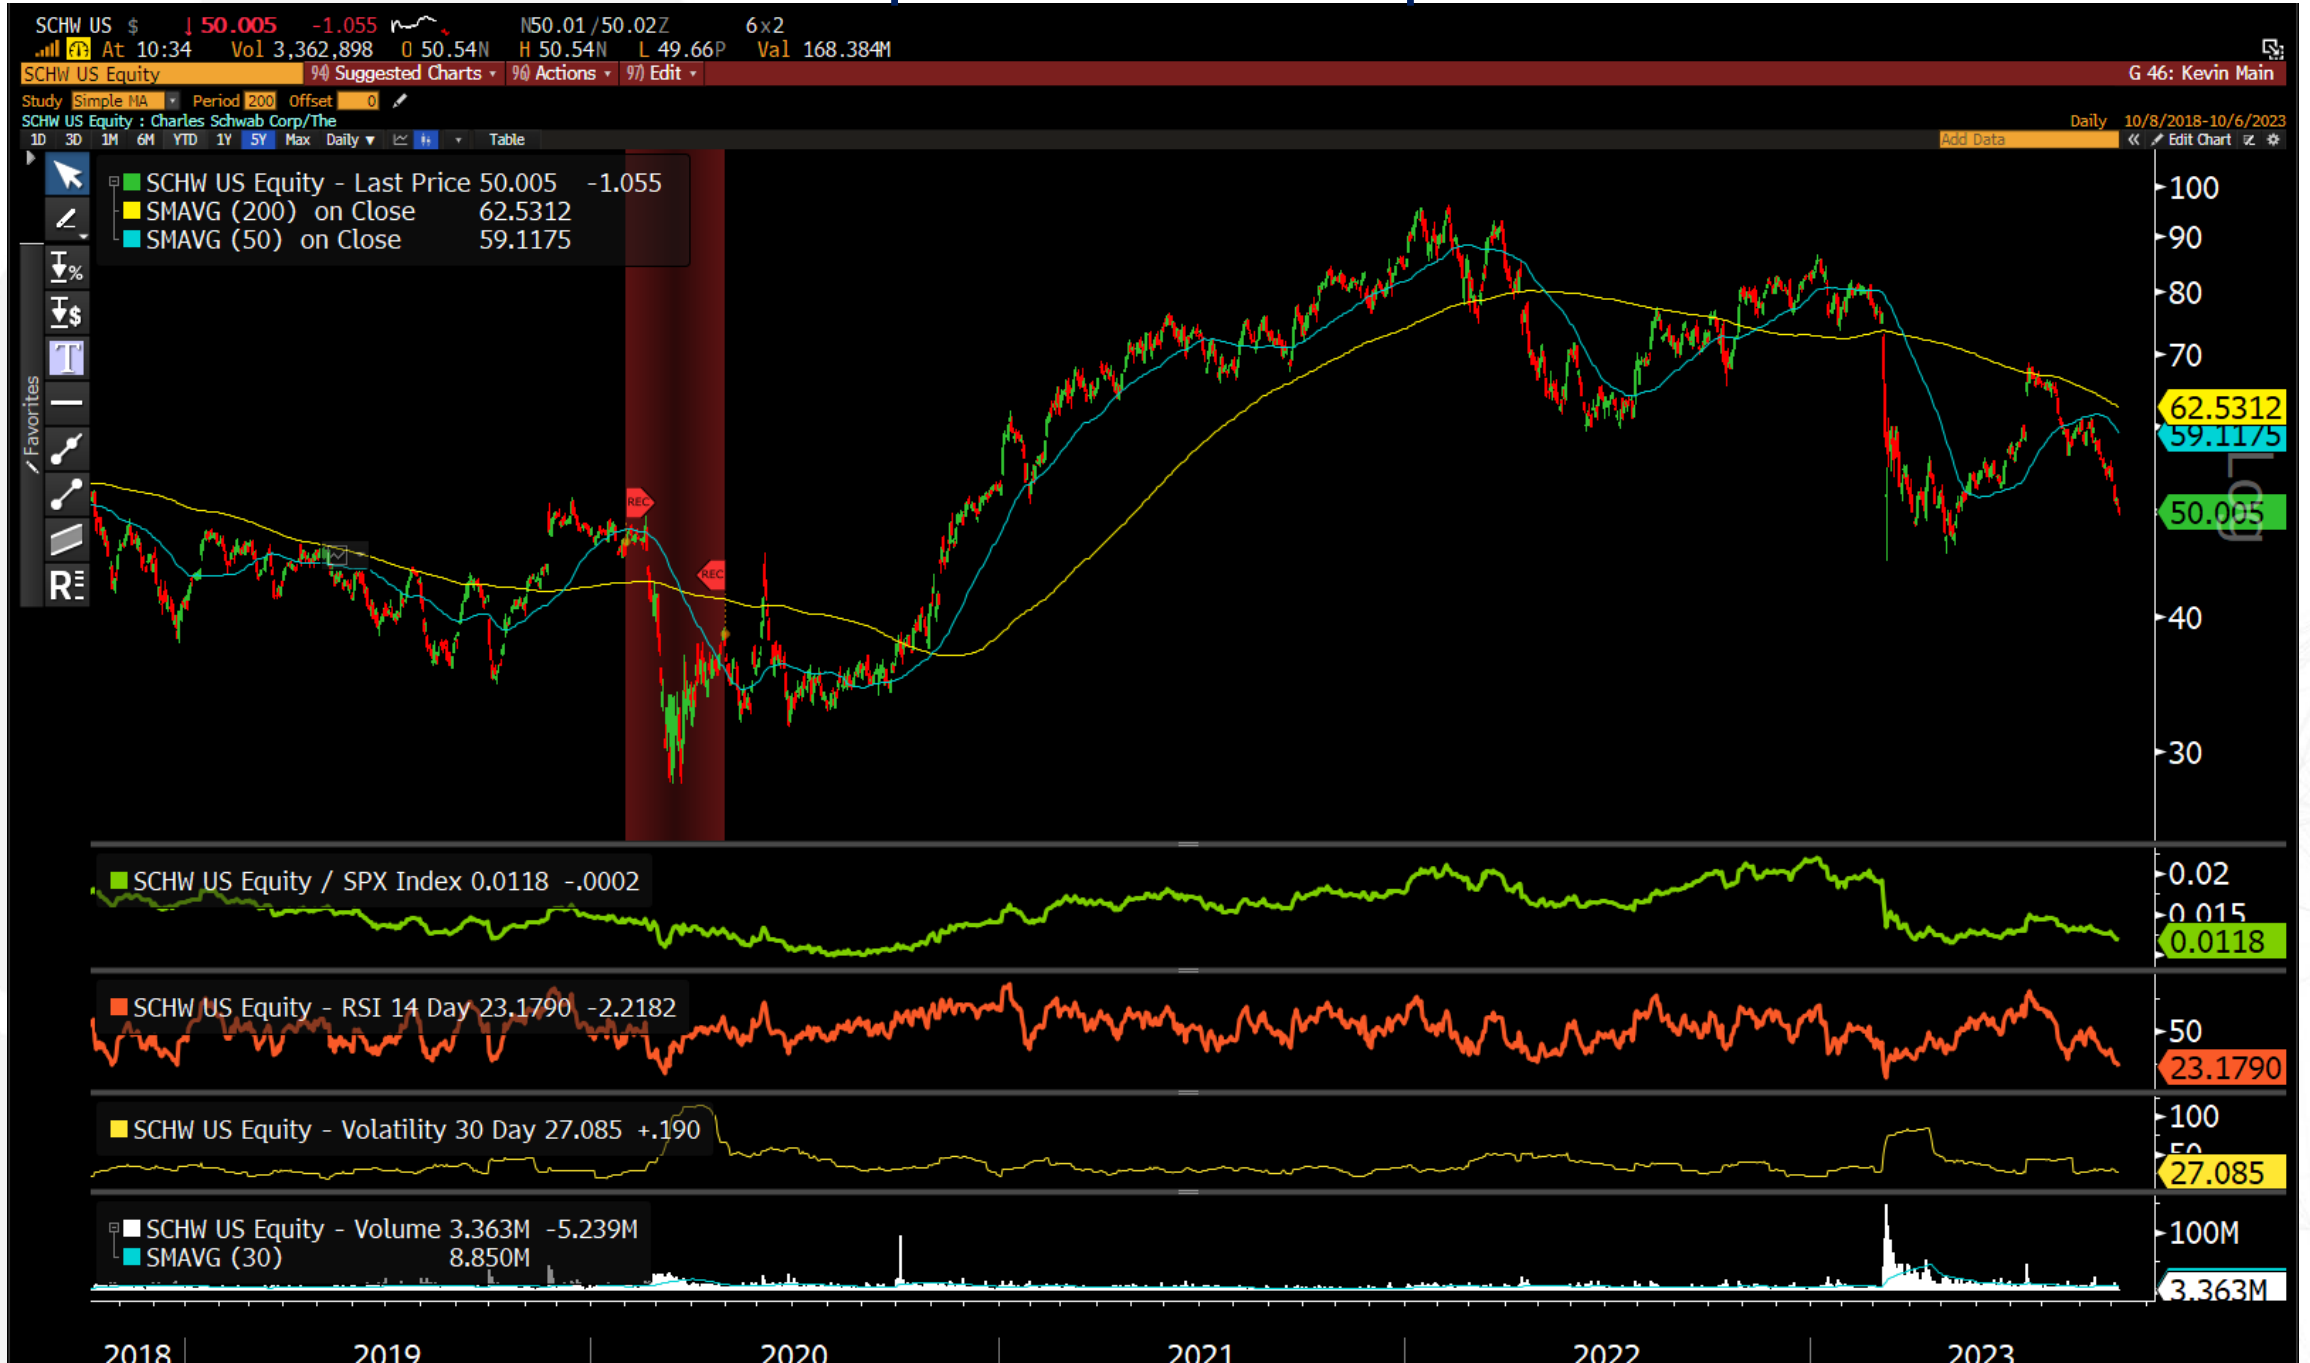 SCHW US $ ↓ 50.005 -1.055 N50.01/50.02Z 6x2
At 10:34 Vol 3,362,898 O 50.54N H 50.54N L 49.66P Val 168.384M
SCHW US Equity 94) Suggested Charts 96) Actions 97) Edit G 46: Kevin Main
Study Simple MA Period 200 Offset 0
SCHW US Equity : Charles Schwab Corp/The Daily 10/8/2018-10/6/2023
1D 3D 1M 6M YTD 1Y 5Y Max Daily ▼ Table Add Data « Edit Chart
SCHW US Equity - Last Price 50.005 -1.055
SMAVG (200) on Close 62.5312
SMAVG (50) on Close 59.1175
%
$
T
R
Favorites
REC
REC
100
90
80
70
62.5312
59.1175
Log
50.005
40
30
SCHW US Equity / SPX Index 0.0118 -.0002
0.02
0.015
0.0118
SCHW US Equity - RSI 14 Day 23.1790 -2.2182
50
23.1790
SCHW US Equity - Volatility 30 Day 27.085 +.190
100
50
27.085
SCHW US Equity - Volume 3.363M -5.239M
SMAVG (30) 8.850M
100M
3.363M
2018 2019 2020 2021 2022 2023